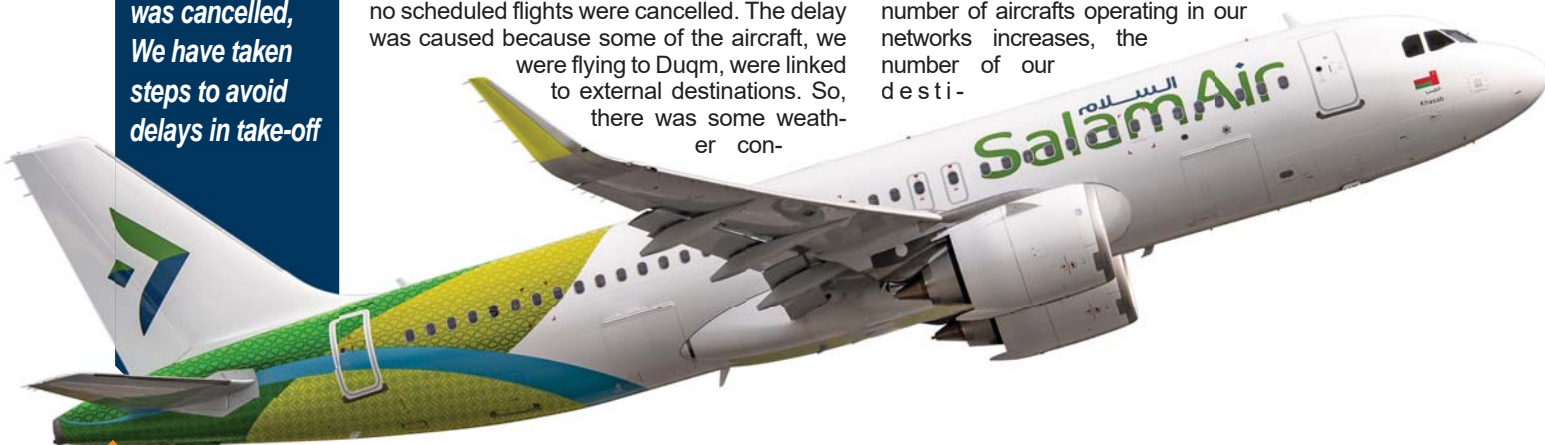 was cancelled,
We have taken
steps to avoid
delays in take-off
no scheduled flights were cancelled. The delay
was caused because some of the aircraft, we
were flying to Duqm, were linked
to external destinations. So,
there was some weath-
er con-
number of aircrafts operating in our
networks increases, the
number of our
desti-
السلام
SalamAir
Khasab